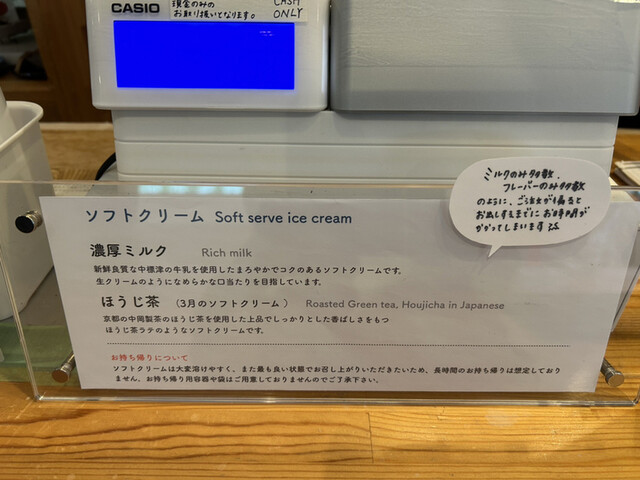 CASIO
現金のみの
お取り扱いとなります。
CASH
ONLY
ミルクのみ多数、
フレーバーのみ多数
のように、ご注文が偏ると
お出しするまでにお時間が
かかってしまいます
ソフトクリーム Soft serve ice cream
濃厚ミルク Rich milk
新鮮良質な中標津の牛乳を使用したまろやかでコクのあるソフトクリームです。
生クリームのようになめらかな口当たりを目指しています。
ほうじ茶 （3月のソフトクリーム） Roasted Green tea, Houjicha in Japanese
京都の中岡製茶のほうじ茶を使用した上品でしっかりとした香ばしさをもつ
ほうじ茶ラテのようなソフトクリームです。
お持ち帰りについて
ソフトクリームは大変溶けやすく、また最も良い状態でお召し上がりいただきたいため、長時間のお持ち帰りは想定しており
ません、お持ち帰り用容器や袋はご用意しておりませんのでご了承下さい。